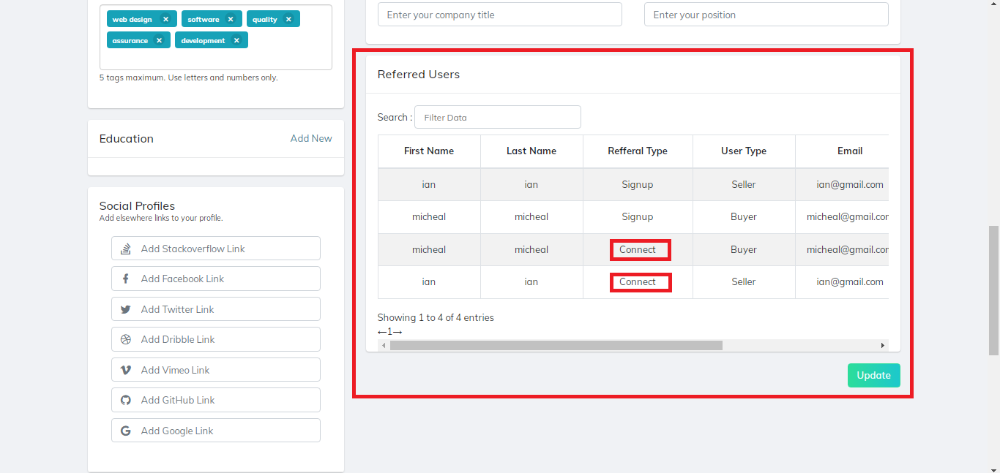 web design × software × quality ×
assurance × development ×
5 tags maximum. Use letters and numbers only.
Education Add New
Social Profiles
Add elsewhere links to your profile.
Add Stackoverflow Link
Add Facebook Link
Add Twitter Link
Add Dribble Link
Add Vimeo Link
Add GitHub Link
Add Google Link
Enter your company title Enter your position
Referred Users
Search : Filter Data
First Name Last Name Refferal Type User Type Email
ian ian Signup Seller ian@gmail.com
micheal micheal Signup Buyer micheal@gmail.cor
micheal micheal Connect Buyer micheal@gmail.cor
ian ian Connect Seller ian@gmail.com
Showing 1 to 4 of 4 entries
←1→
Update